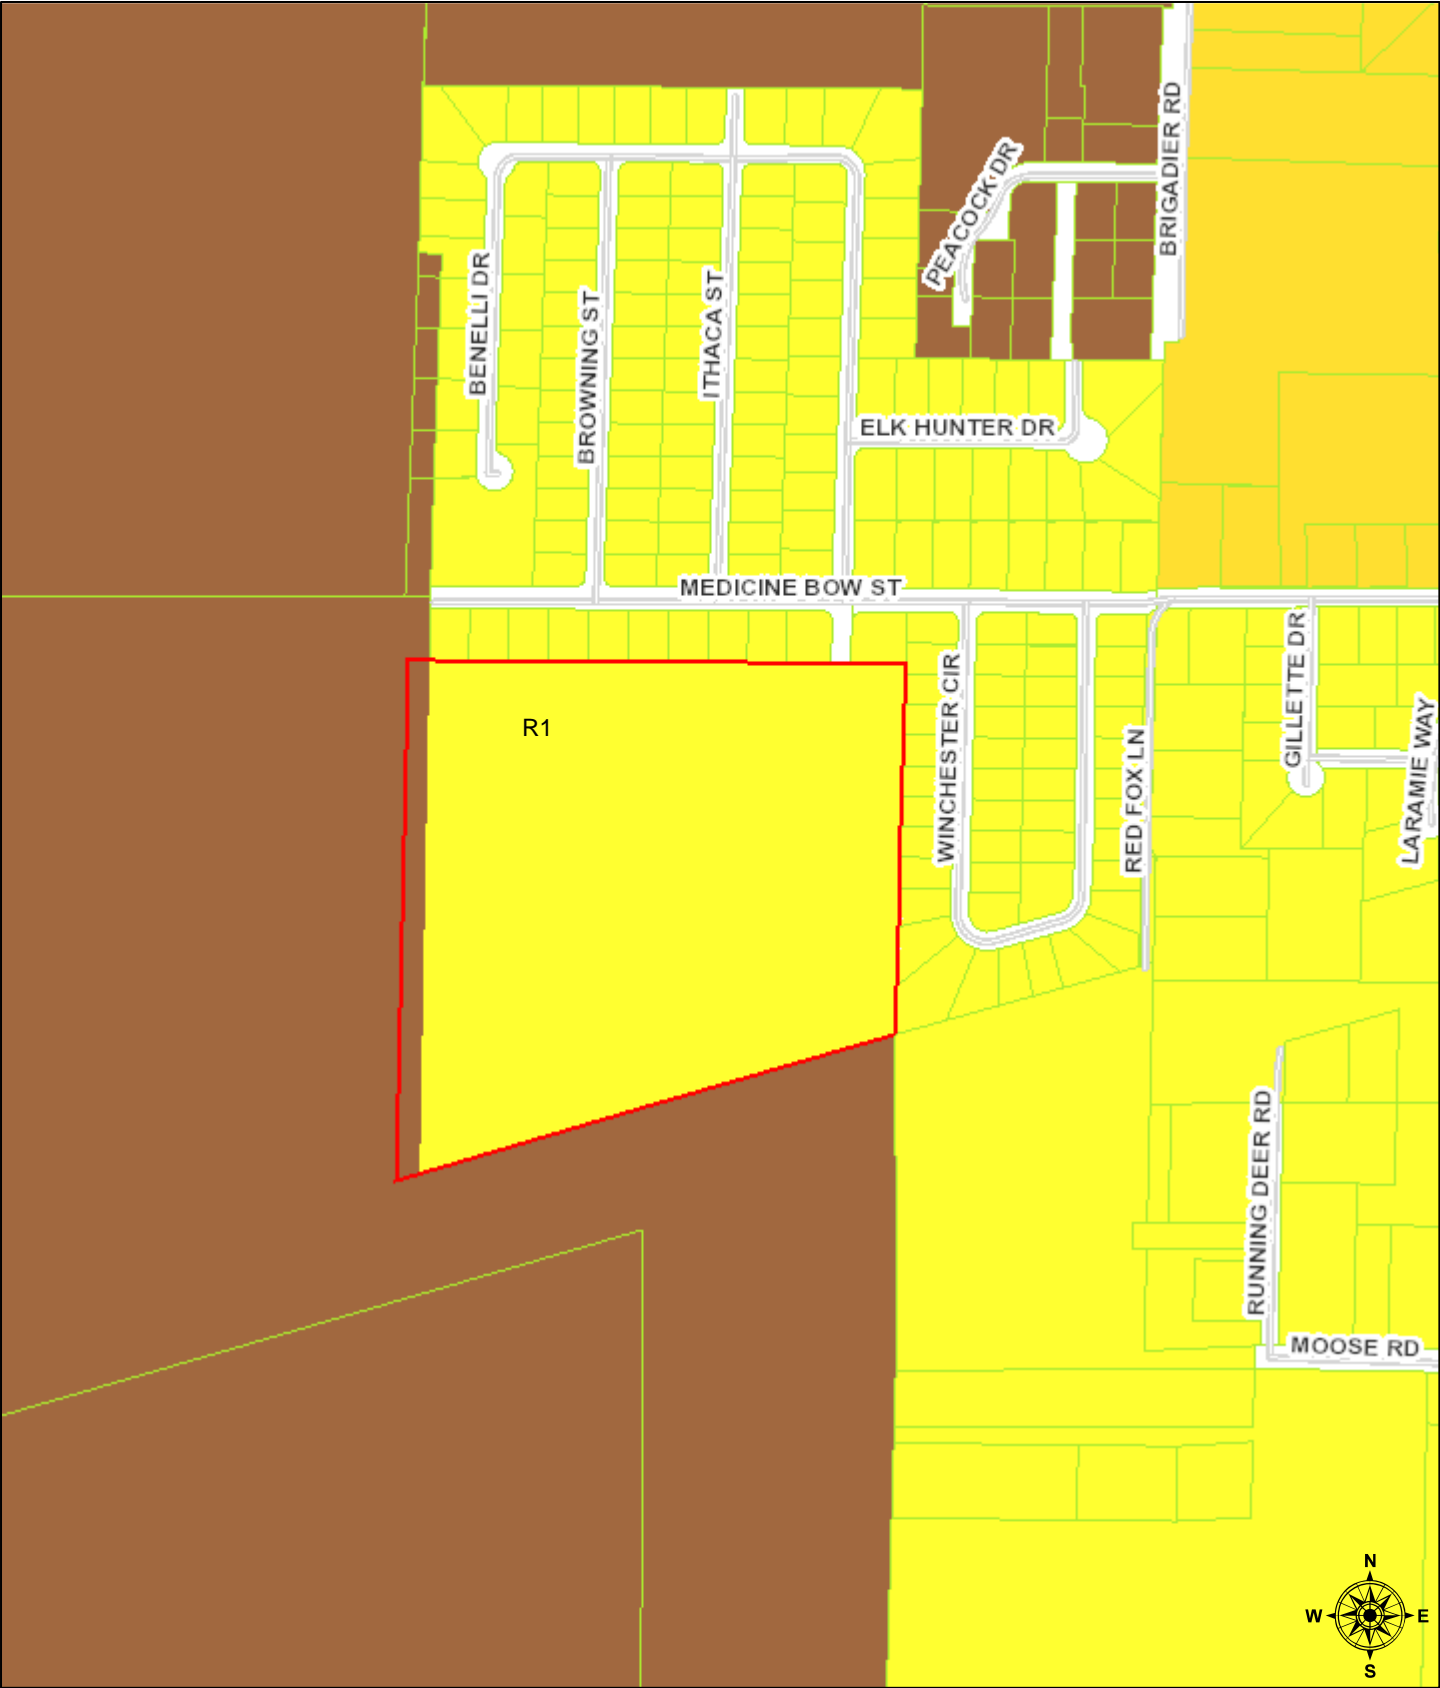 BRIGADIER RD
PEACOCK DR
BENELLI DR
BROWNING ST
ITHACA ST
ELK HUNTER DR
MEDICINE BOW ST
R1
WINCHESTER CIR
RED FOX LN
GILLETTE DR
LARAMIE WAY
RUNNING DEER RD
MOOSE RD
N
W
E
S